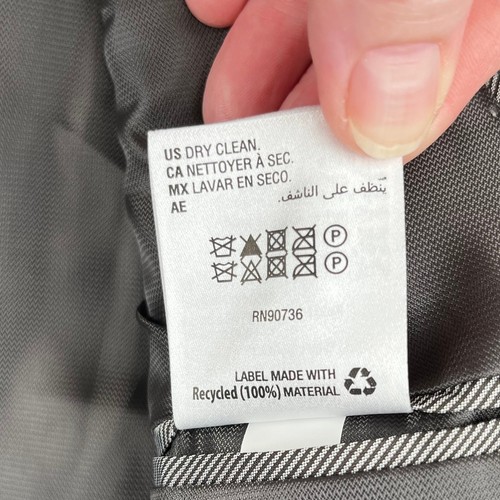 US DRY CLEAN.
CA NETTOYER À SEC.
MX LAVAR EN SECO.
AE ينظف على الناشف.
P
P
RN90736
LABEL MADE WITH
Recycled (100%) MATERIAL